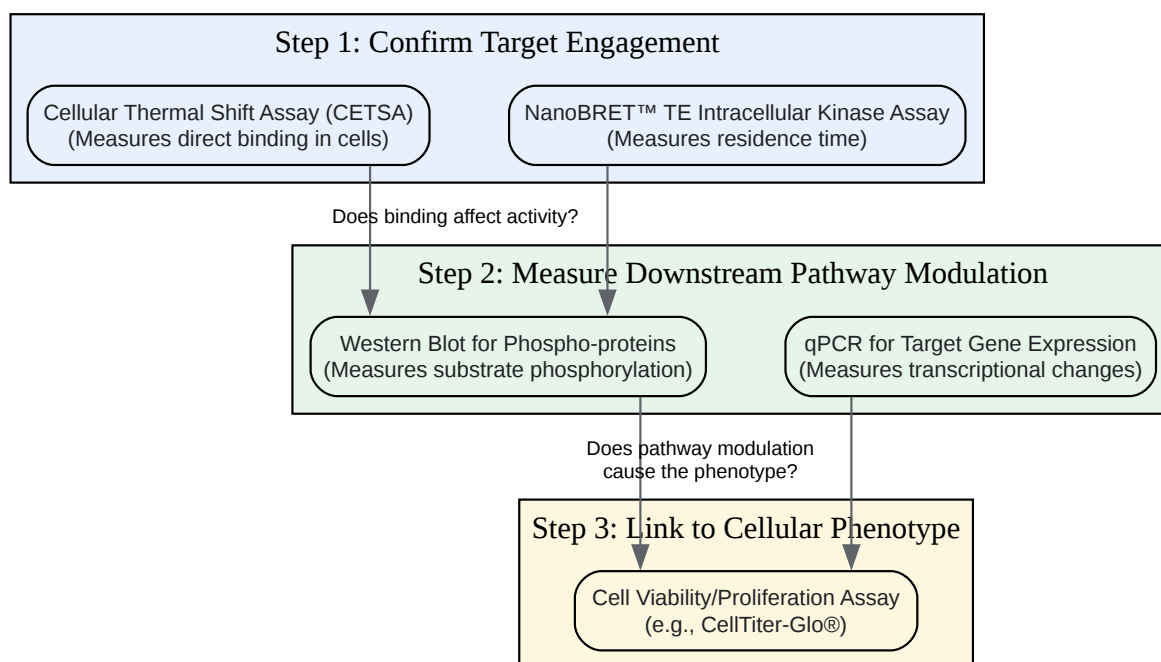 Step 1: Confirm Target Engagement
Cellular Thermal Shift Assay (CETSA)
(Measures direct binding in cells)
NanoBRET™ TE Intracellular Kinase Assay
(Measures residence time)
Does binding affect activity?
Step 2: Measure Downstream Pathway Modulation
Western Blot for Phospho-proteins
(Measures substrate phosphorylation)
qPCR for Target Gene Expression
(Measures transcriptional changes)
Does pathway modulation
cause the phenotype?
Step 3: Link to Cellular Phenotype
Cell Viability/Proliferation Assay
(e.g., CellTiter-Glo®)